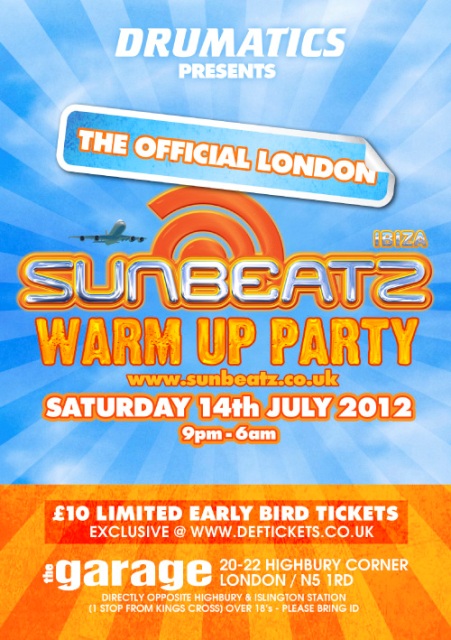 DRUMATICS
PRESENTS
THE OFFICIAL LONDON
IBIZA
SUNBEATZ
WARM UP PARTY
www.sunbeatz.co.uk
SATURDAY 14th JULY 2012
9pm - 6am
£10 LIMITED EARLY BIRD TICKETS
EXCLUSIVE @ WWW.DEFTICKETS.CO.UK
the garage
20-22 HIGHBURY CORNER
LONDON / N5 1RD
DIRECTLY OPPOSITE HIGHBURY & ISLINGTON STATION
(1 STOP FROM KINGS CROSS) OVER 18's - PLEASE BRING ID